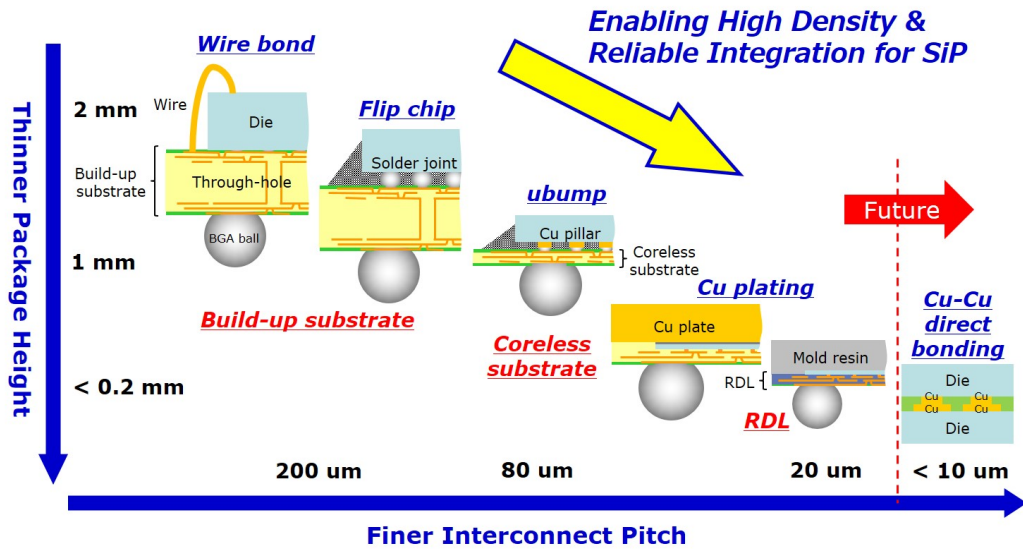 Enabling High Density &
Reliable Integration for SiP
Wire bond
2 mm
Wire
Die
Flip chip
Solder joint
Build-up
substrate
Through-hole
BGA ball
ubump
Cu pillar
Coreless
substrate
Future
1 mm
Build-up substrate
Cu plating
Cu plate
Coreless
substrate
Cu-Cu
direct
bonding
Mold resin
RDL
RDL
Die
Cu Cu
Cu Cu
Die
< 0.2 mm
Thinner Package Height
200 um
80 um
20 um
< 10 um
Finer Interconnect Pitch